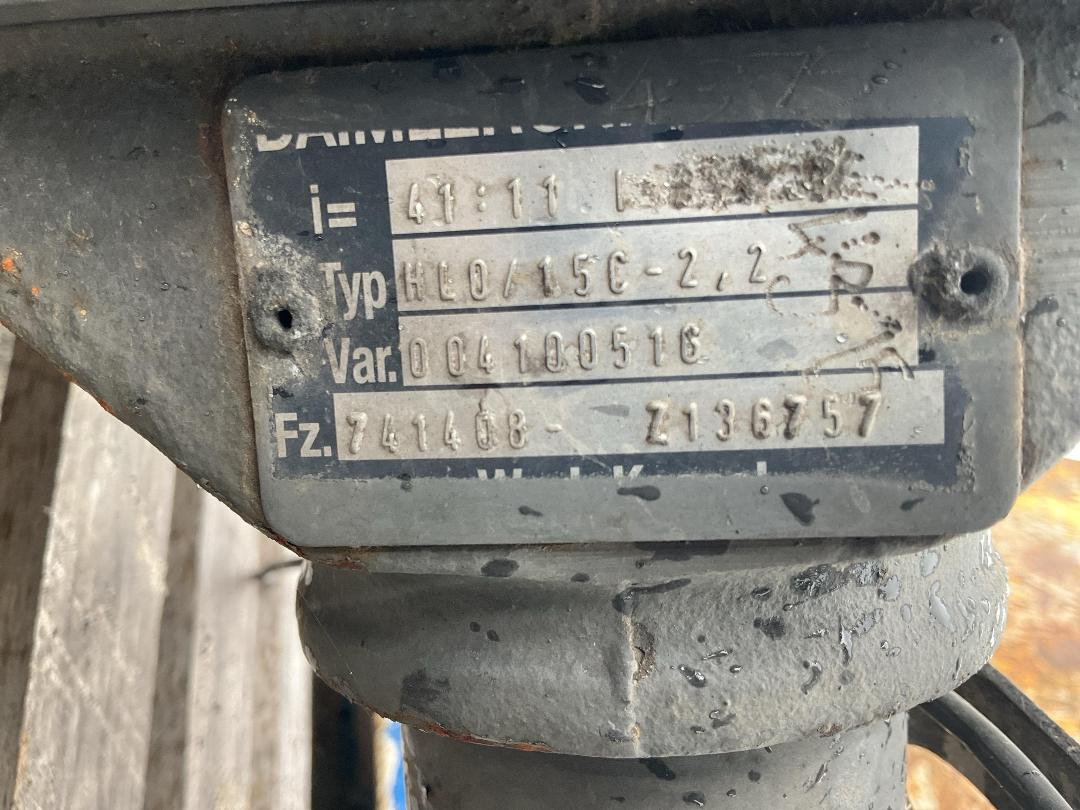 i= 41:11
Typ HL0/15C-2,2
Var. 004100516
Fz. 741408- Z136757